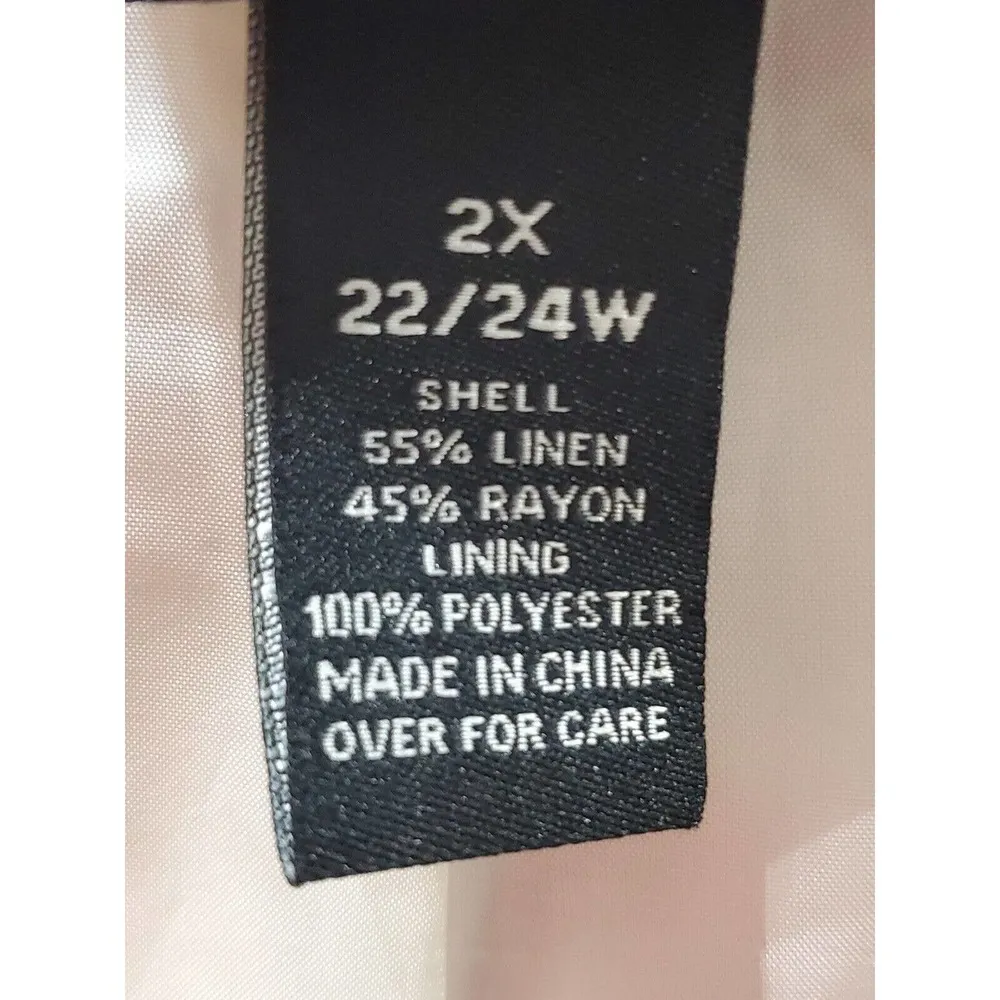 2X
22/24W
SHELL
55% LINEN
45% RAYON
LINING
100% POLYESTER
MADE IN CHINA
OVER FOR CARE